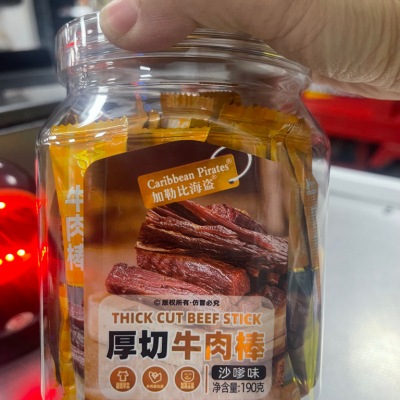 Caribbean Pirates®
加勒比海盗®
牛肉棒
© 版权所有·仿冒必究
THICK CUT BEEF STICK
厚切牛肉棒
沙嗲味
净含量:190克